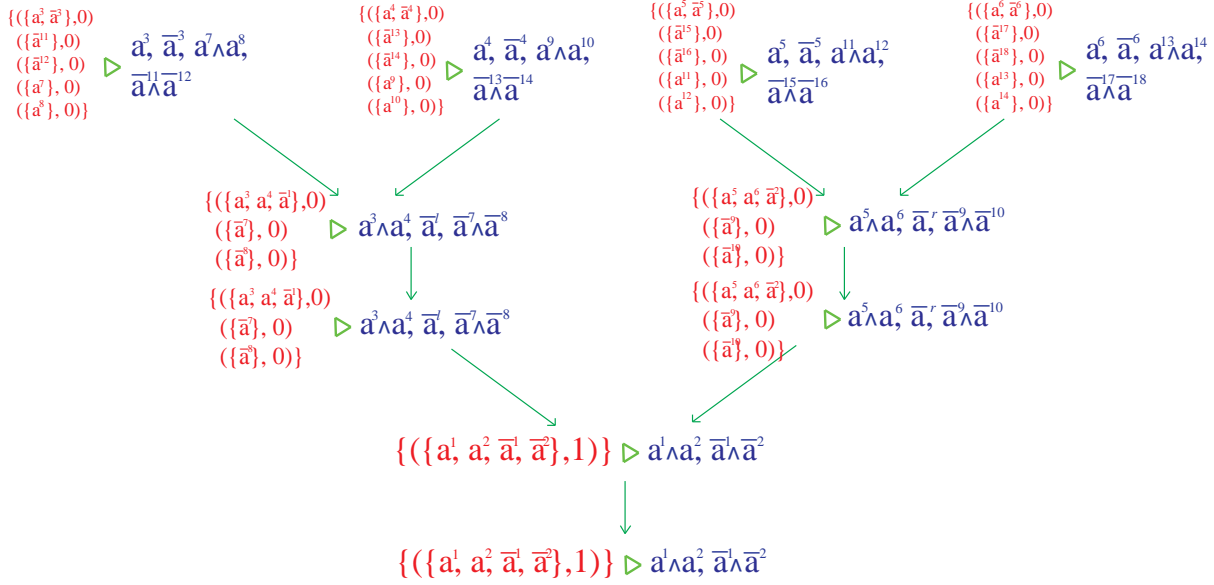 {({a³, ā³},0)
({ā¹¹},0)
({ā¹²}, 0)
({a⁷}, 0)
({a⁸}, 0)}
▷ a³, ā³, a⁷∧a⁸,
ā¹¹∧ā¹²
{({a⁴, ā⁴},0)
({ā¹³},0)
({ā¹⁴}, 0)
({a⁹}, 0)
({a¹⁰}, 0)}
▷ a⁴, ā⁴, a⁹∧a¹⁰,
ā¹³∧ā¹⁴
{({a⁵, ā⁵},0)
({ā¹⁵},0)
({ā¹⁶}, 0)
({a¹¹}, 0)
({a¹²}, 0)}
▷ a⁵, ā⁵, a¹¹∧a¹²,
ā¹⁵∧ā¹⁶
{({a⁶, ā⁶},0)
({ā¹⁷},0)
({ā¹⁸}, 0)
({a¹³}, 0)
({a¹⁴}, 0)}
▷ a⁶, ā⁶, a¹³∧a¹⁴,
ā¹⁷∧ā¹⁸
{({a³, a⁴, ā¹},0)
({ā⁷}, 0)
({ā⁸}, 0)}
▷ a³∧a⁴, āˡ, ā⁷∧ā⁸
{({a⁵, a⁶, ā²},0)
({ā⁹}, 0)
({ā¹⁰}, 0)}
▷ a⁵∧a⁶, āʳ, ā⁹∧ā¹⁰
{({a³, a⁴, ā¹},0)
({ā⁷}, 0)
({ā⁸}, 0)}
▷ a³∧a⁴, āˡ, ā⁷∧ā⁸
{({a⁵, a⁶, ā²},0)
({ā⁹}, 0)
({ā¹⁰}, 0)}
▷ a⁵∧a⁶, āʳ, ā⁹∧ā¹⁰
{({a¹, a², ā¹, ā²},1)} ▷ a¹∧a², ā¹∧ā²
{({a¹, a², ā¹, ā²},1)} ▷ a¹∧a², ā¹∧ā²